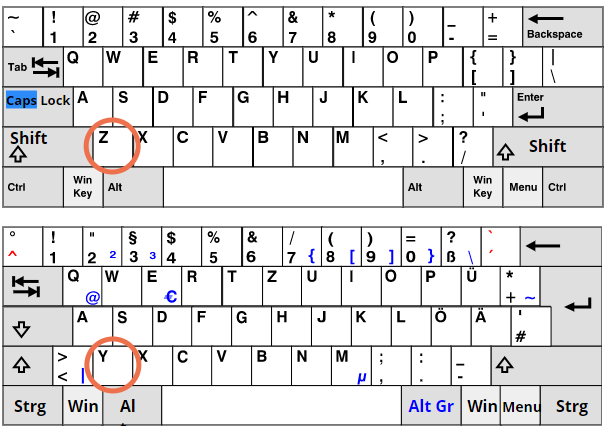 ~ ! @ # $ % ^ & * ( ) _ +
` 1 2 3 4 5 6 7 8 9 0 - = Backspace
Tab Q W E R T Y U I O P { } |
[ ] \
Caps Lock A S D F G H J K L : " Enter
; '
Shift Z X C V B N M < > ? Shift
, . /
Ctrl Win Key Alt Alt Win Key Menu Ctrl
° ! " § $ % & / ( ) = ? `
^ 1 2 ² 3 ³ 4 5 6 7 { 8 [ 9 ] 0 } ß \ ´
Q W E R T Z U I O P Ü *
@ € + ~
A S D F G H J K L Ö Ä '
#
> Y X C V B N M ; : _
< | µ , . -
Strg Win Al Alt Gr Win Menu Strg